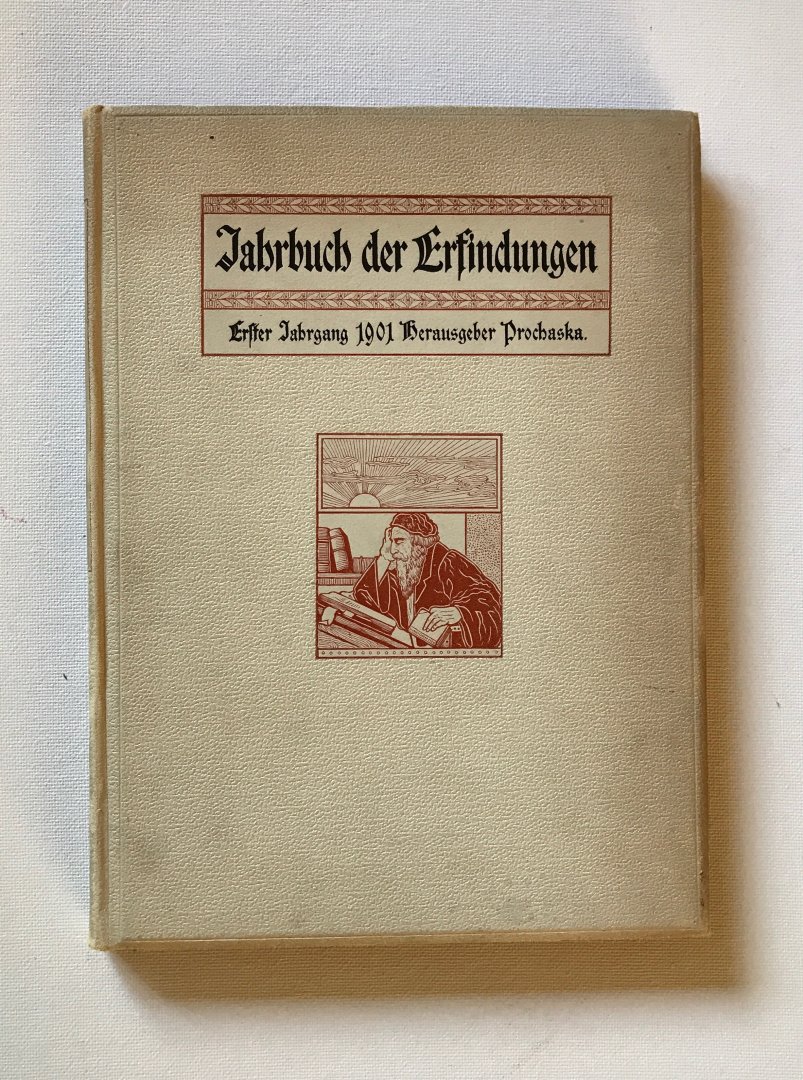 Jahrbuch der Erfindungen
Erster Jahrgang 1901 Herausgeber Prochaska.